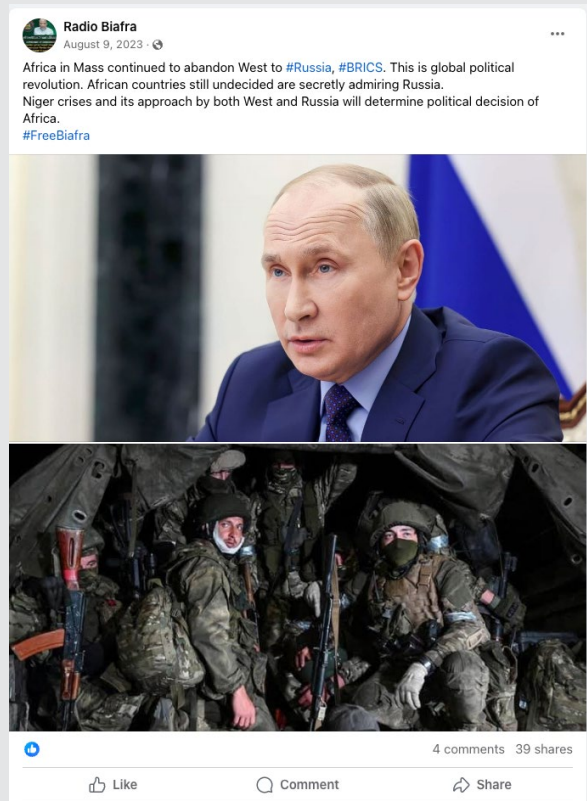 Radio Biafra
August 9, 2023 ·
Africa in Mass continued to abandon West to #Russia, #BRICS. This is global political
revolution. African countries still undecided are secretly admiring Russia.
Niger crises and its approach by both West and Russia will determine political decision of
Africa.
#FreeBiafra
4 comments 39 shares
Like Comment Share